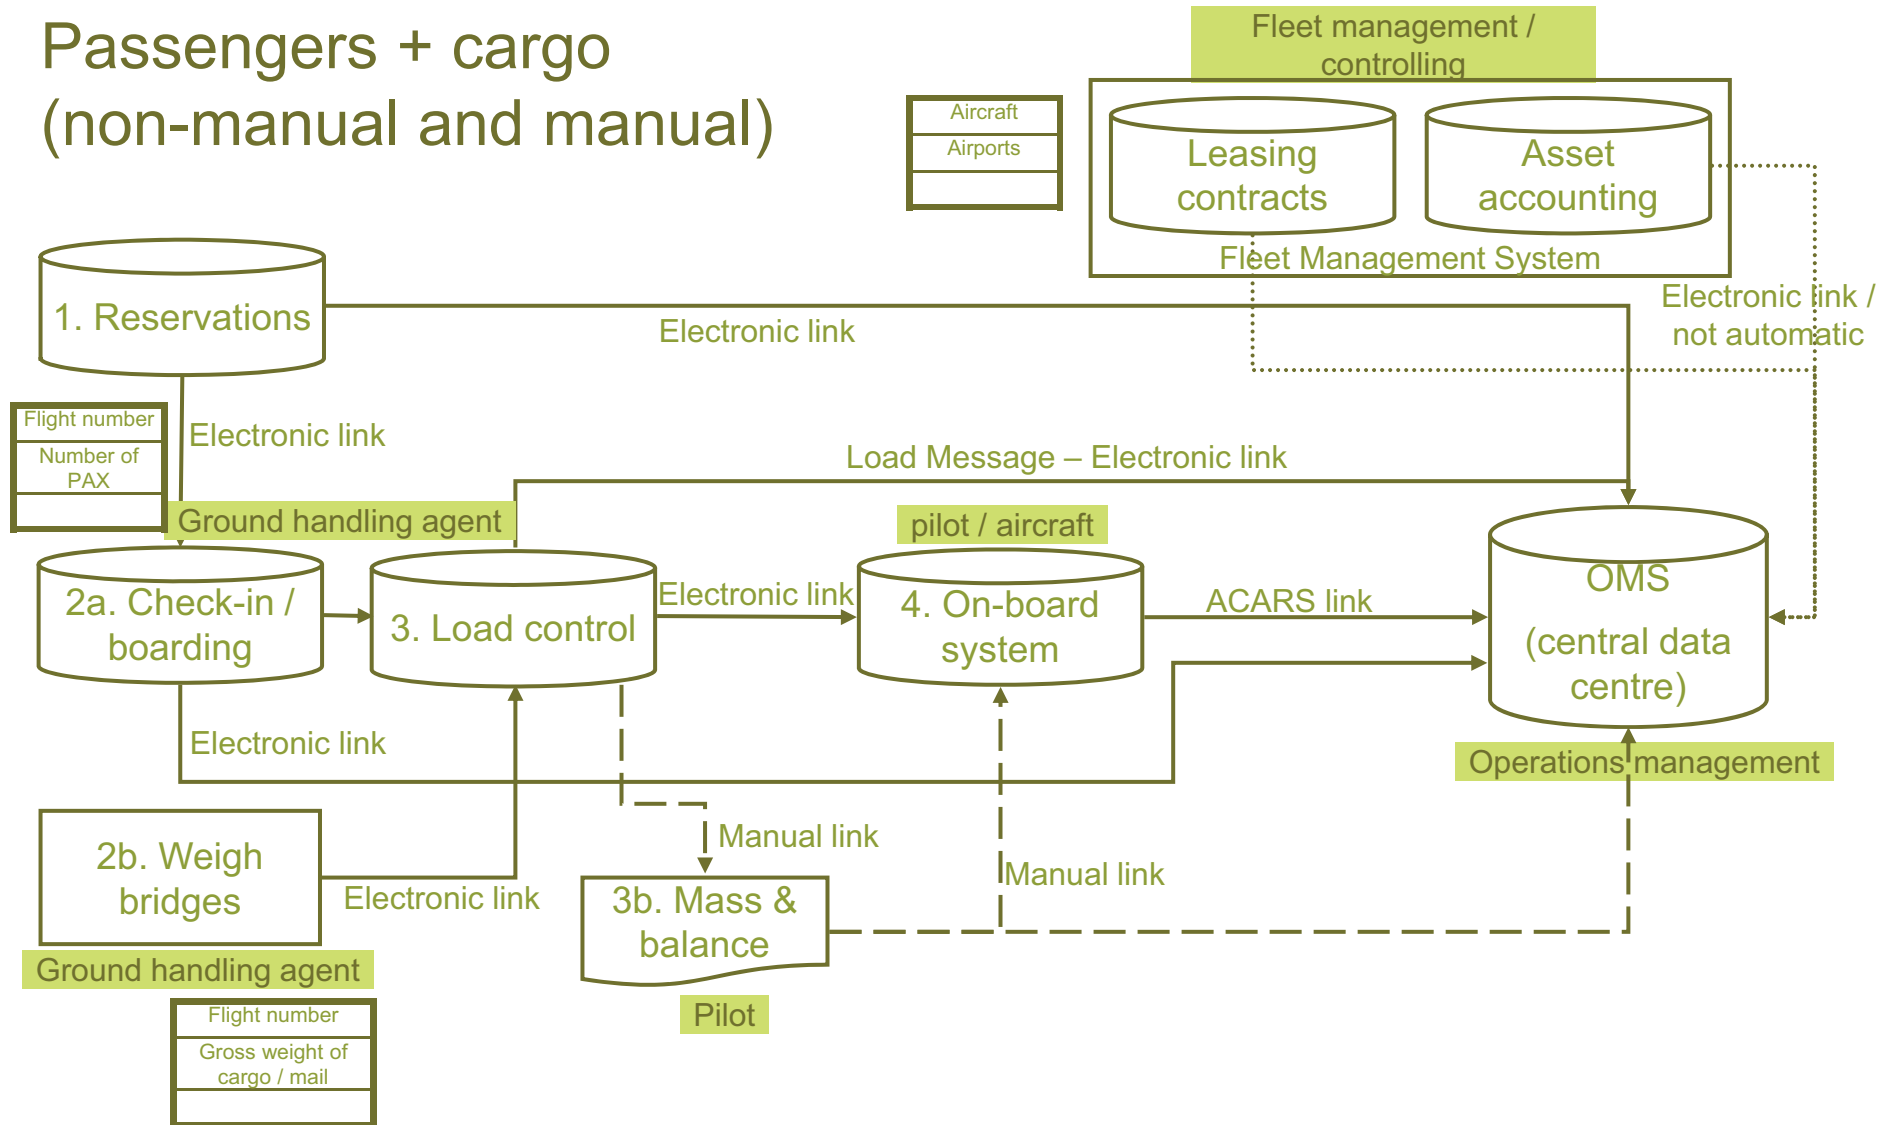 Passengers + cargo
(non-manual and manual)
Fleet management /
controlling
Aircraft
Airports
Leasing
contracts
Asset
accounting
Fleet Management System
1. Reservations
Electronic link
Electronic link /
not automatic
Flight number
Number of
PAX
Electronic link
Load Message – Electronic link
Ground handling agent
pilot / aircraft
2a. Check-in /
boarding
3. Load control
Electronic link
4. On-board
system
ACARS link
OMS
(central data
centre)
Electronic link
Operations management
2b. Weigh
bridges
Electronic link
Manual link
3b. Mass &
balance
Manual link
Ground handling agent
Pilot
Flight number
Gross weight of
cargo / mail